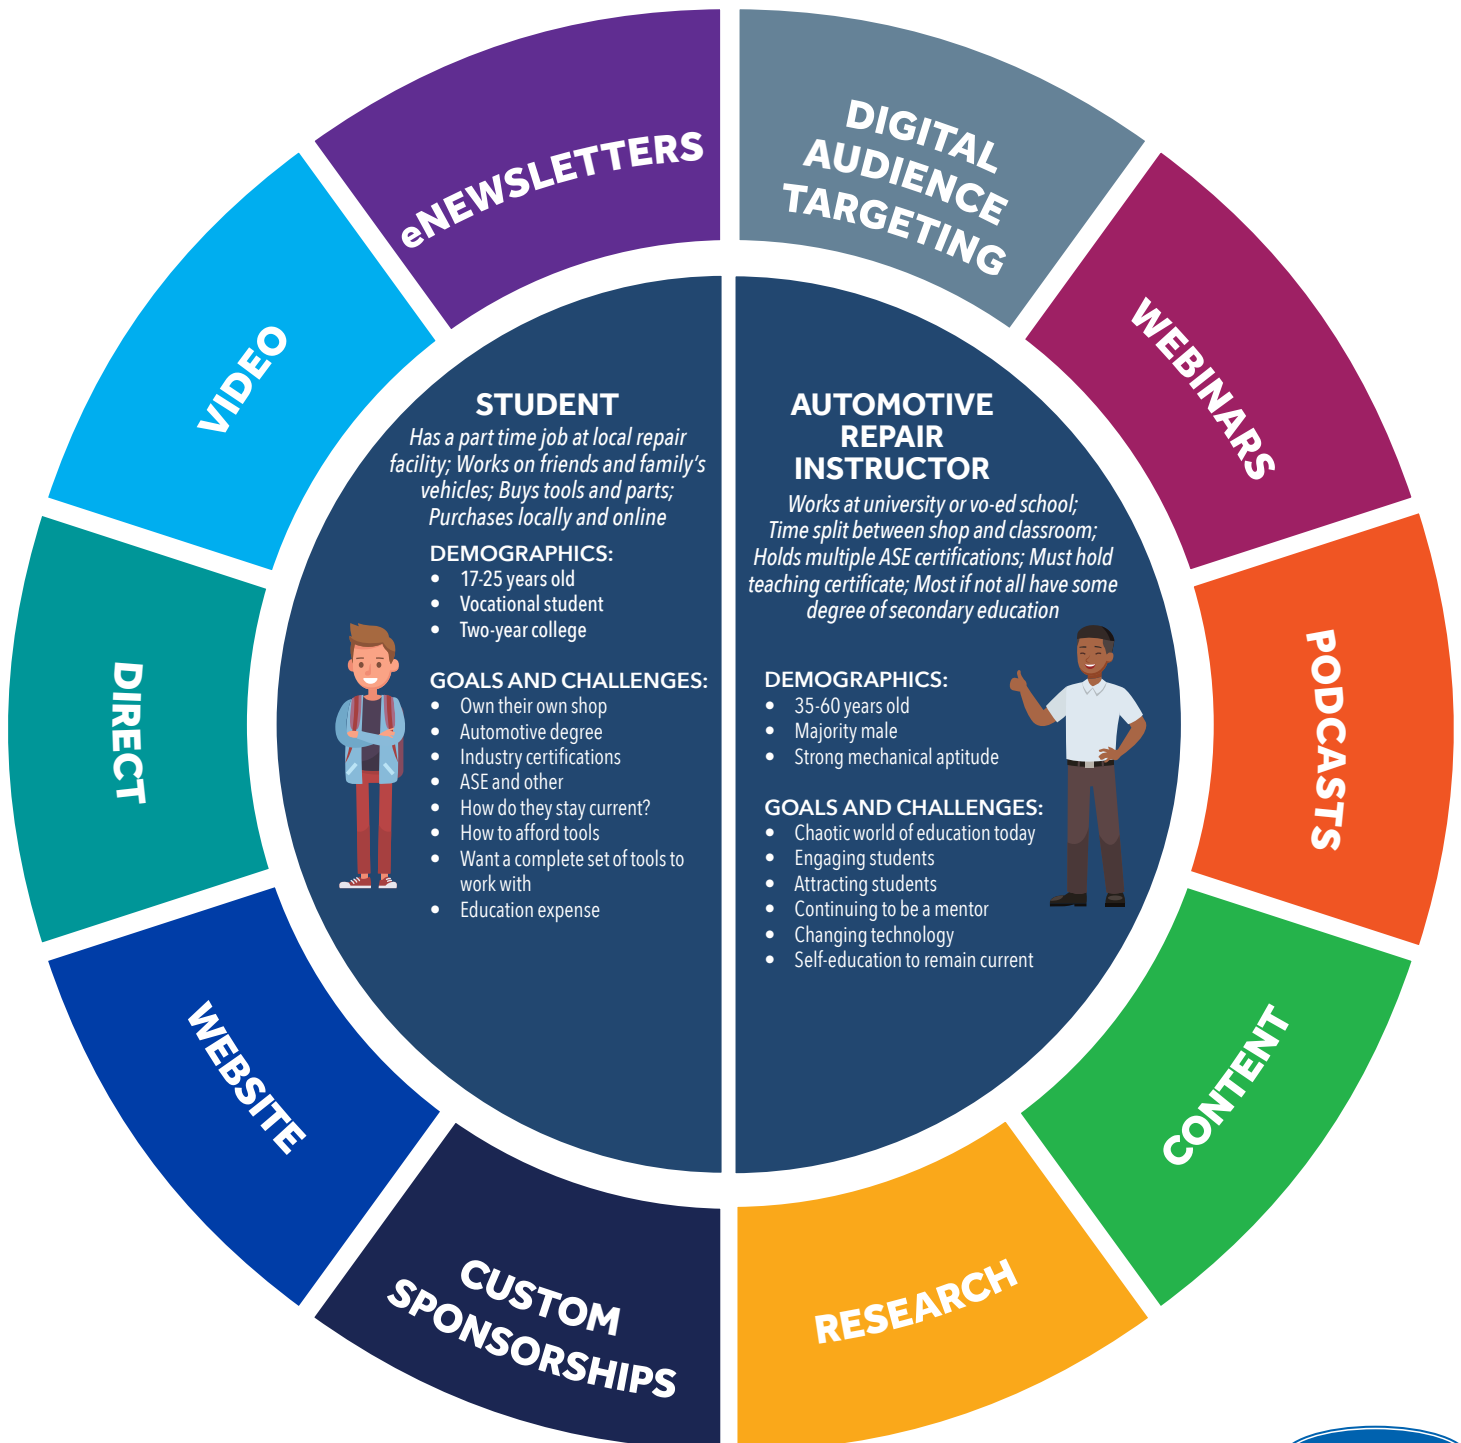 eNEWSLETTERS
DIGITAL
AUDIENCE
TARGETING
WEBINARS
PODCASTS
CONTENT
RESEARCH
CUSTOM
SPONSORSHIPS
WEBSITE
DIRECT
VIDEO
STUDENT
Has a part time job at local repair
facility; Works on friends and family's
vehicles; Buys tools and parts;
Purchases locally and online
DEMOGRAPHICS:
• 17-25 years old
• Vocational student
• Two-year college
GOALS AND CHALLENGES:
• Own their own shop
• Automotive degree
• Industry certifications
• ASE and other
• How do they stay current?
• How to afford tools
• Want a complete set of tools to
work with
• Education expense
AUTOMOTIVE
REPAIR
INSTRUCTOR
Works at university or vo-ed school;
Time split between shop and classroom;
Holds multiple ASE certifications; Must hold
teaching certificate; Most if not all have some
degree of secondary education
DEMOGRAPHICS:
• 35-60 years old
• Majority male
• Strong mechanical aptitude
GOALS AND CHALLENGES:
• Chaotic world of education today
• Engaging students
• Attracting students
• Continuing to be a mentor
• Changing technology
• Self-education to remain current